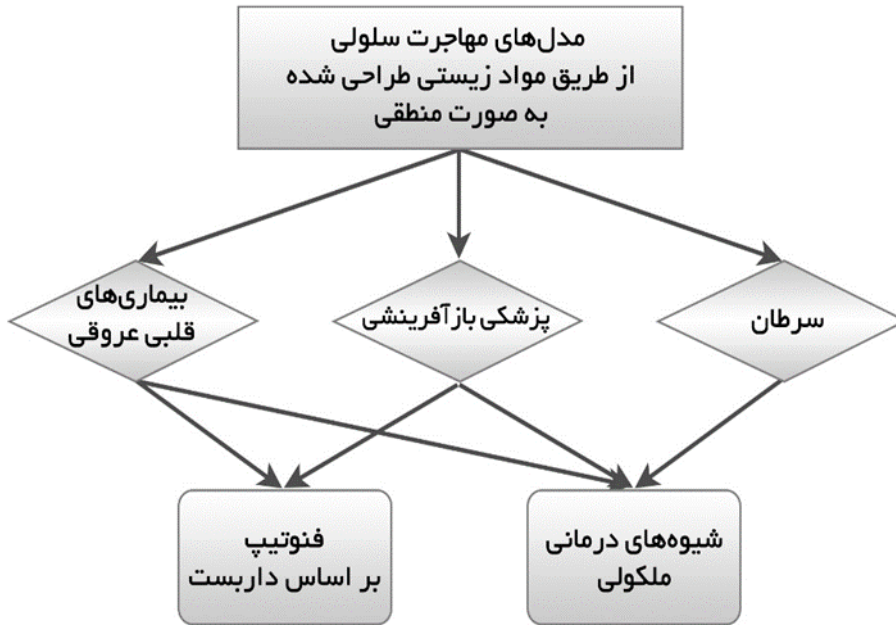 مدل‌های مهاجرت سلولی
از طریق مواد زیستی طراحی شده
به صورت منطقی
بیماری‌های
قلبی عروقی
پزشکی بازآفرینشی
سرطان
فنوتیپ
بر اساس داربست
شیوه‌های درمانی
ملکولی